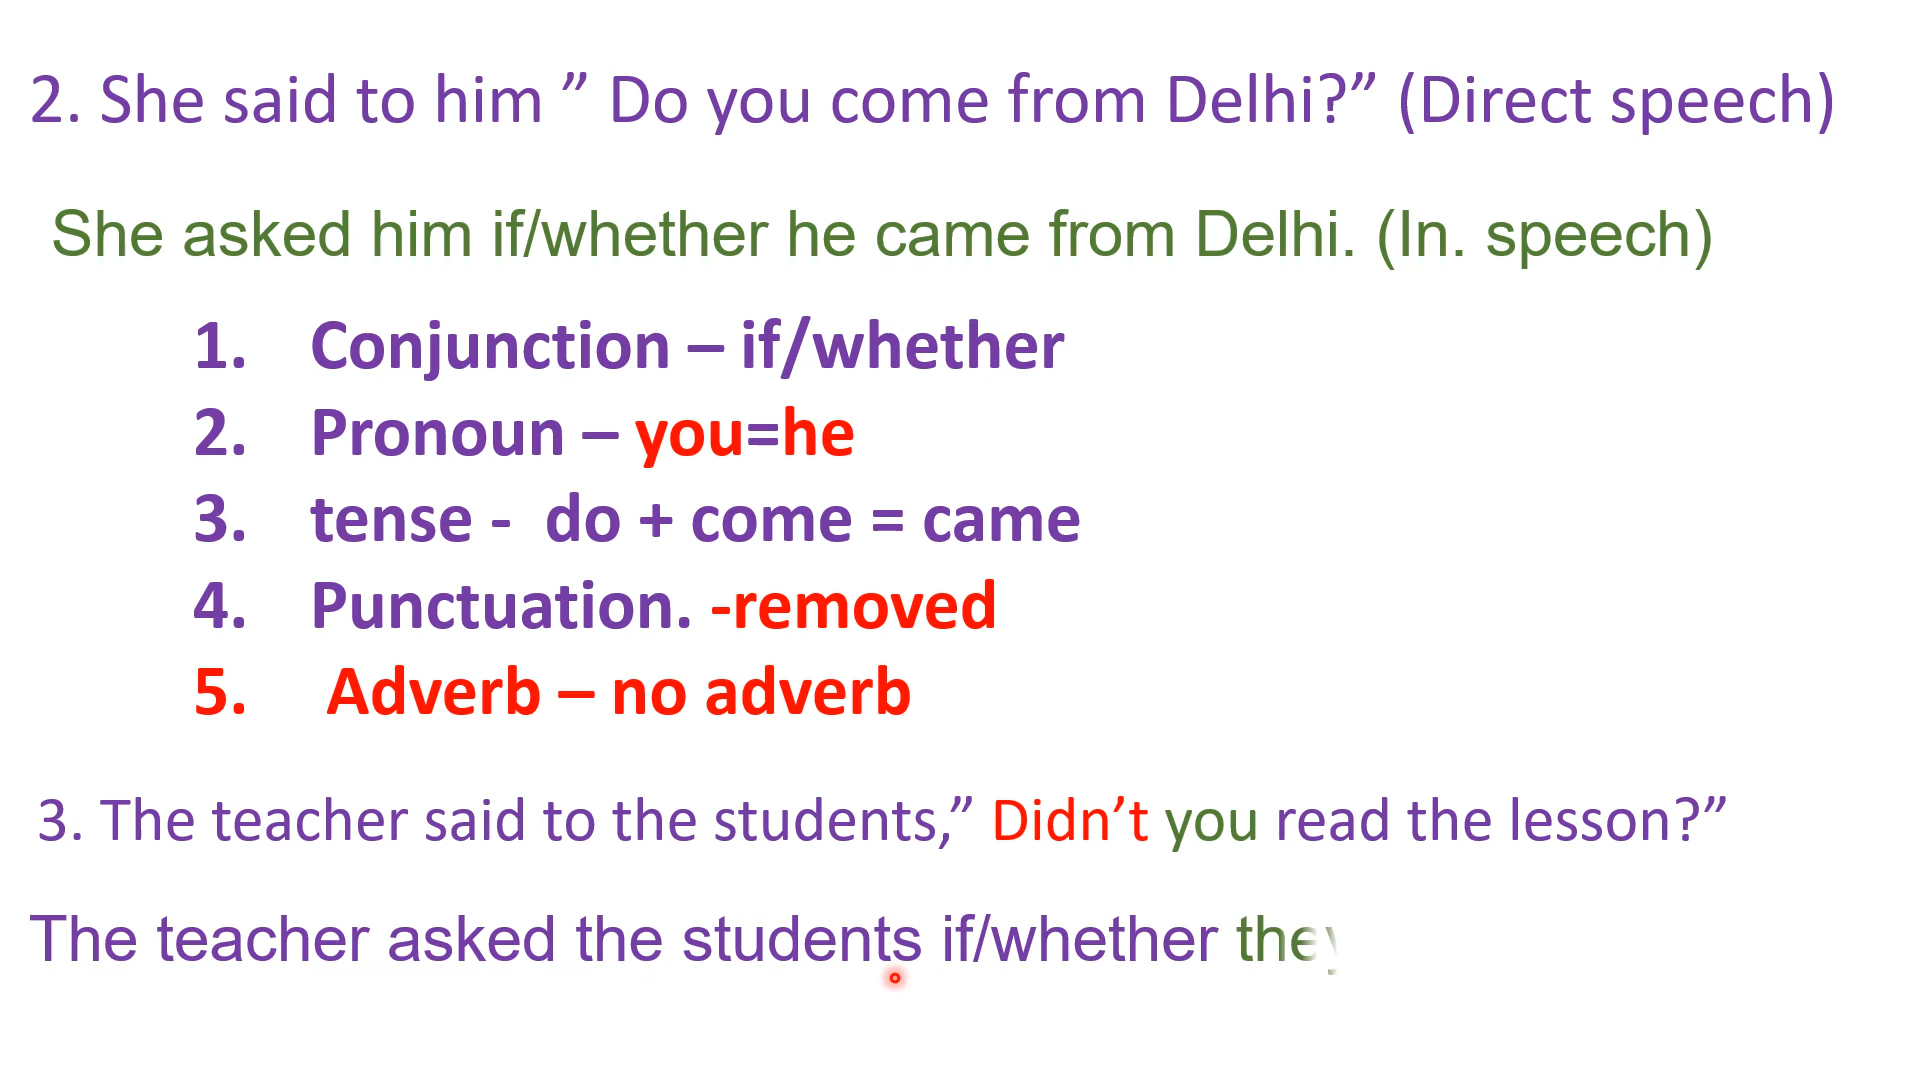 2. She said to him ” Do you come from Delhi?” (Direct speech)
She asked him if/whether he came from Delhi. (In. speech)
1. Conjunction – if/whether
2. Pronoun – you=he
3. tense - do + come = came
4. Punctuation. -removed
5. Adverb – no adverb
3. The teacher said to the students,” Didn’t you read the lesson?”
The teacher asked the students if/whether they